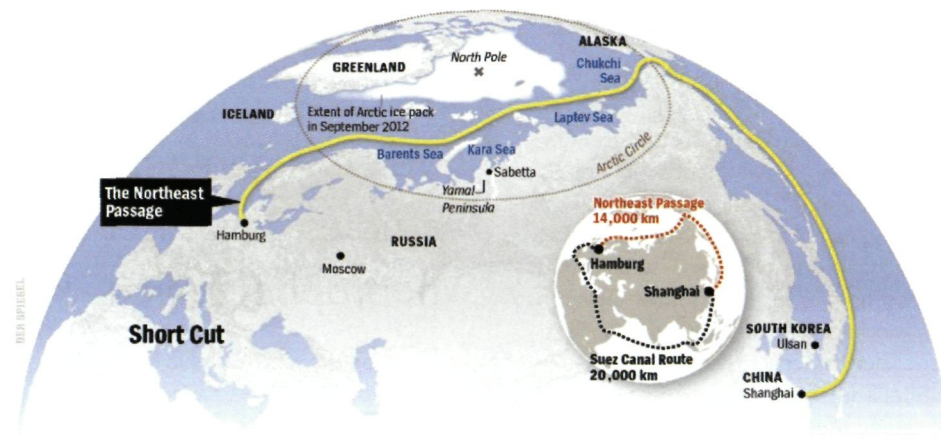 ALASKA
North Pole
GREENLAND
Chukchi
Sea
ICELAND
Extent of Arctic ice pack
in September 2012
Laptev Sea
Barents Sea
Kara Sea
Arctic Circle
Sabetta
The Northeast
Passage
Yamal
Peninsula
Hamburg
RUSSIA
Moscow
Northeast Passage
14,000 km
Hamburg
Shanghai
Suez Canal Route
20,000 km
DER SPIEGEL
Short Cut
SOUTH KOREA
Ulsan
CHINA
Shanghai